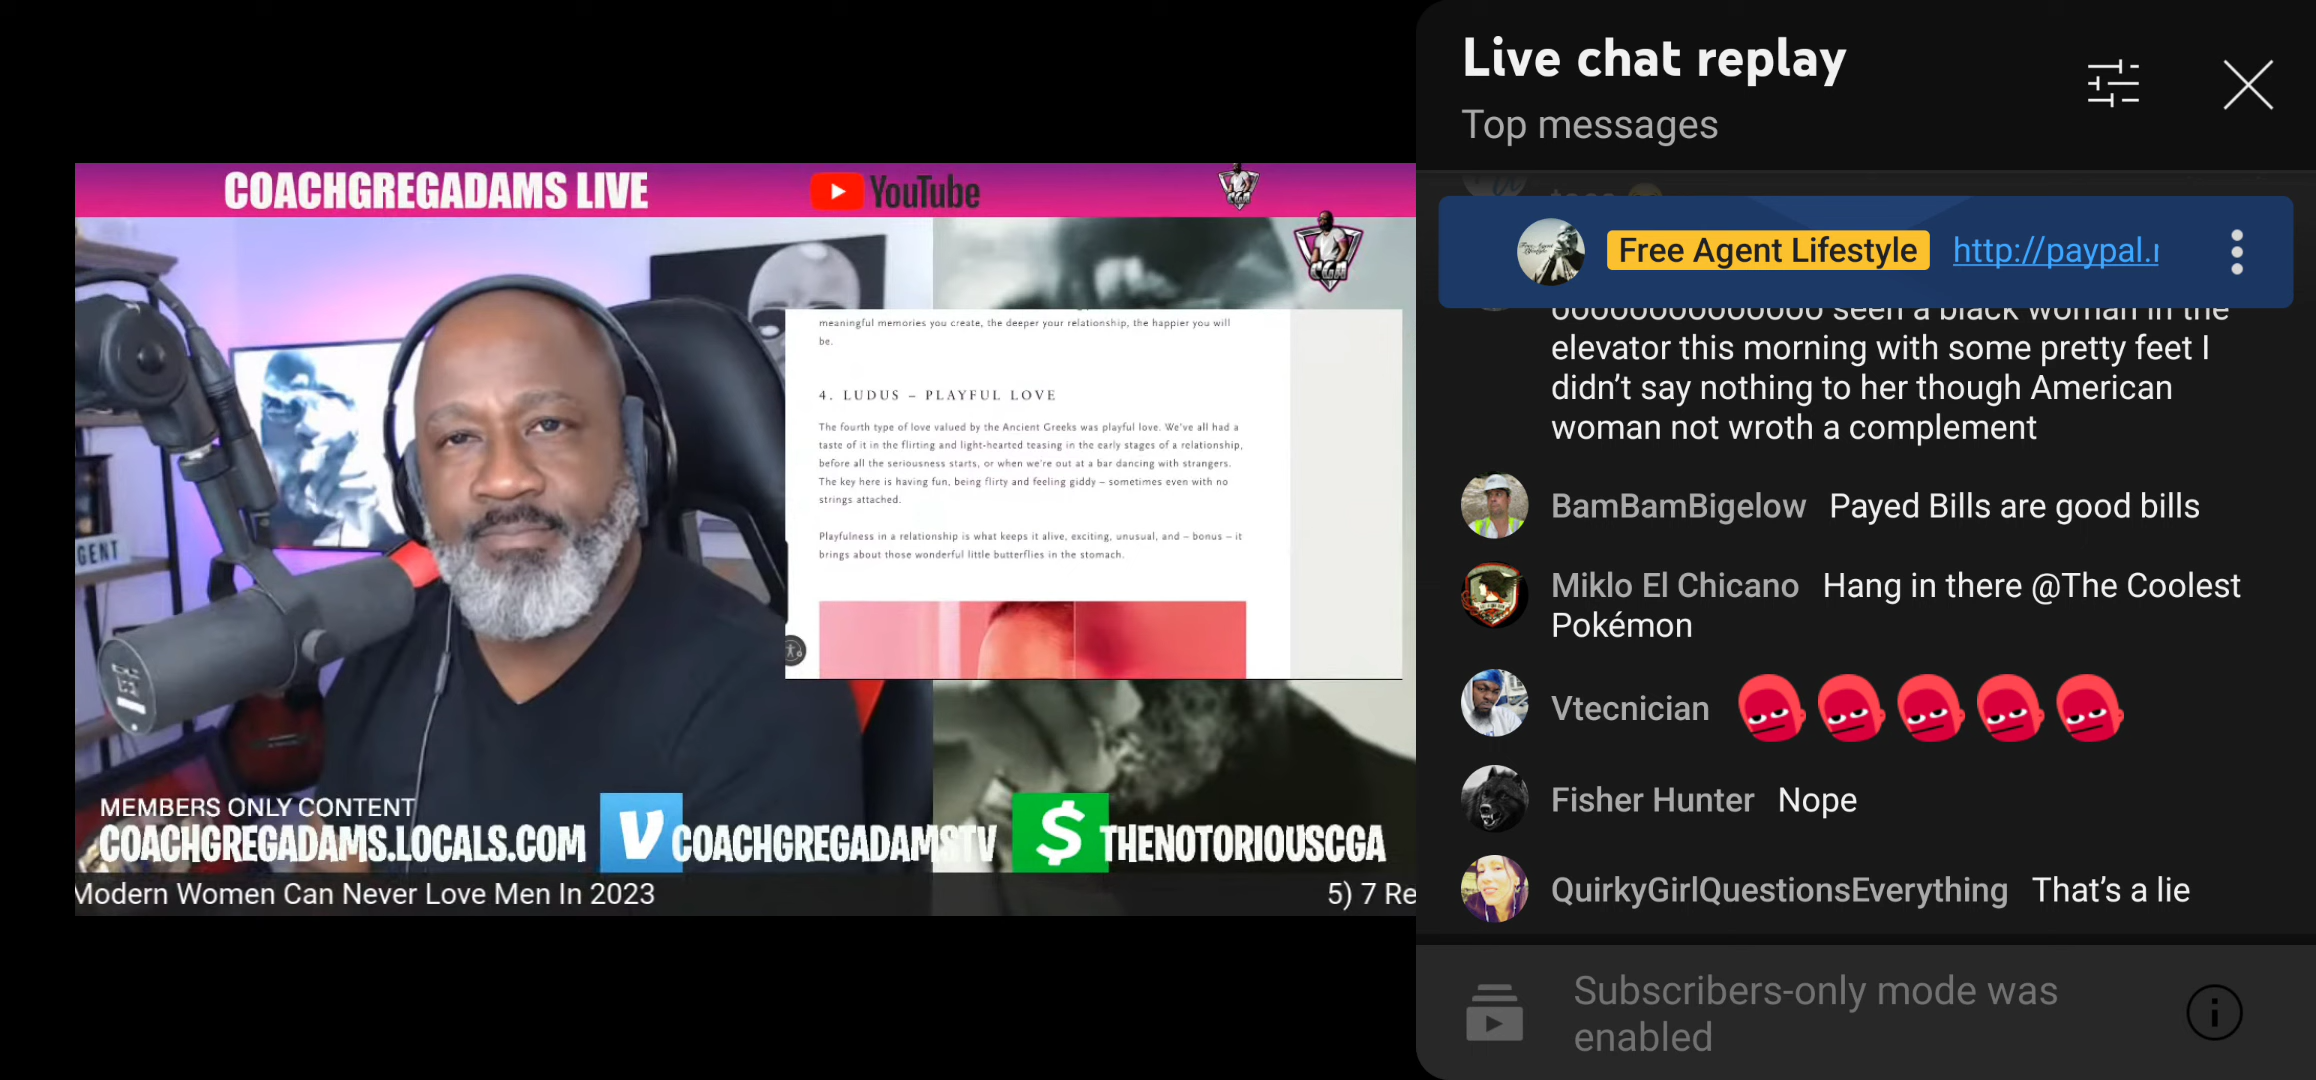 COACHGREGADAMS LIVE
YouTube
CGA
CGA
GENT
meaningful memories you create, the deeper your relationship, the happier you will
be.
4. LUDUS – PLAYFUL LOVE
The fourth type of love valued by the Ancient Greeks was playful love. We've all had a
taste of it in the flirting and light-hearted teasing in the early stages of a relationship,
before all the seriousness starts, or when we're out at a bar dancing with strangers.
The key here is having fun, being flirty and feeling giddy – sometimes even with no
strings attached.
Playfulness in a relationship is what keeps it alive, exciting, unusual, and – bonus – it
brings about those wonderful little butterflies in the stomach.
MEMBERS ONLY CONTENT
COACHGREGADAMS.LOCALS.COM
COACHGREGADAMSTV
$ THENOTORIOUSCGA
Modern Women Can Never Love Men In 2023
5) 7 Re
Live chat replay
Top messages
Free Agent Lifestyle http://paypal.
ooooooooooooo seen a black woman in the
elevator this morning with some pretty feet I
didn't say nothing to her though American
woman not wroth a complement
BamBamBigelow Payed Bills are good bills
Miklo El Chicano Hang in there @The Coolest
Pokémon
Vtecnician
Fisher Hunter Nope
QuirkyGirlQuestionsEverything That's a lie
Subscribers-only mode was
enabled